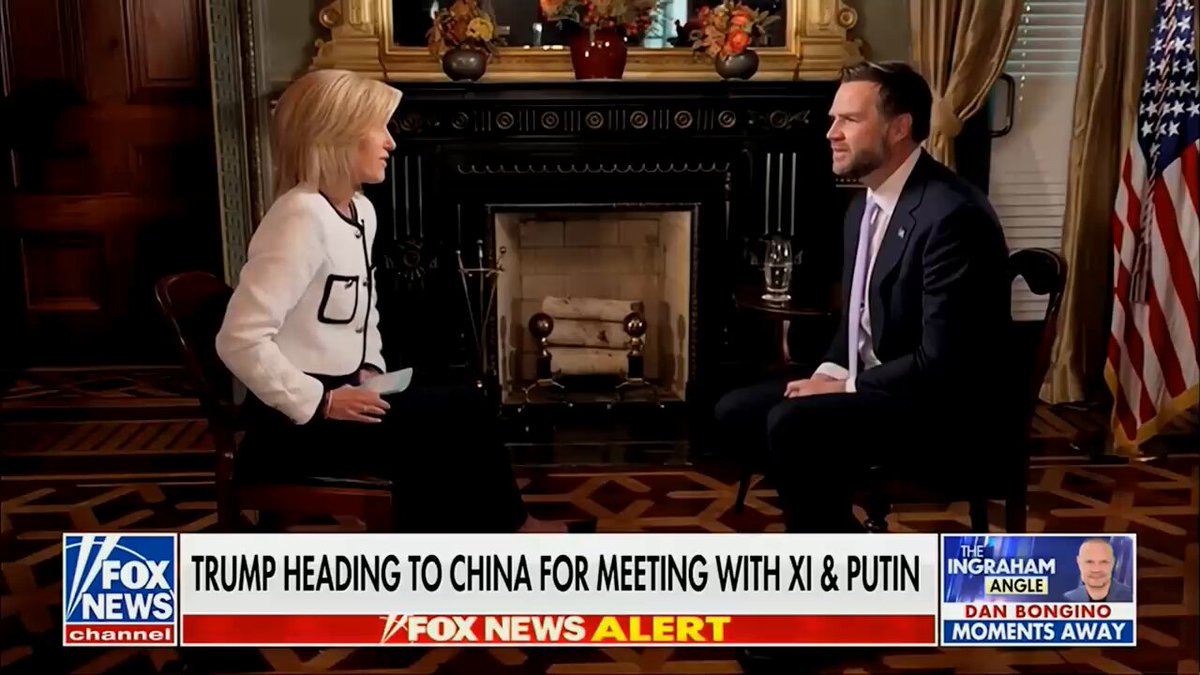 TRUMP HEADING TO CHINA FOR MEETING WITH XI & PUTIN
FOX NEWS ALERT
FOX
NEWS
channel
THE
INGRAHAM
ANGLE
DAN BONGINO
MOMENTS AWAY